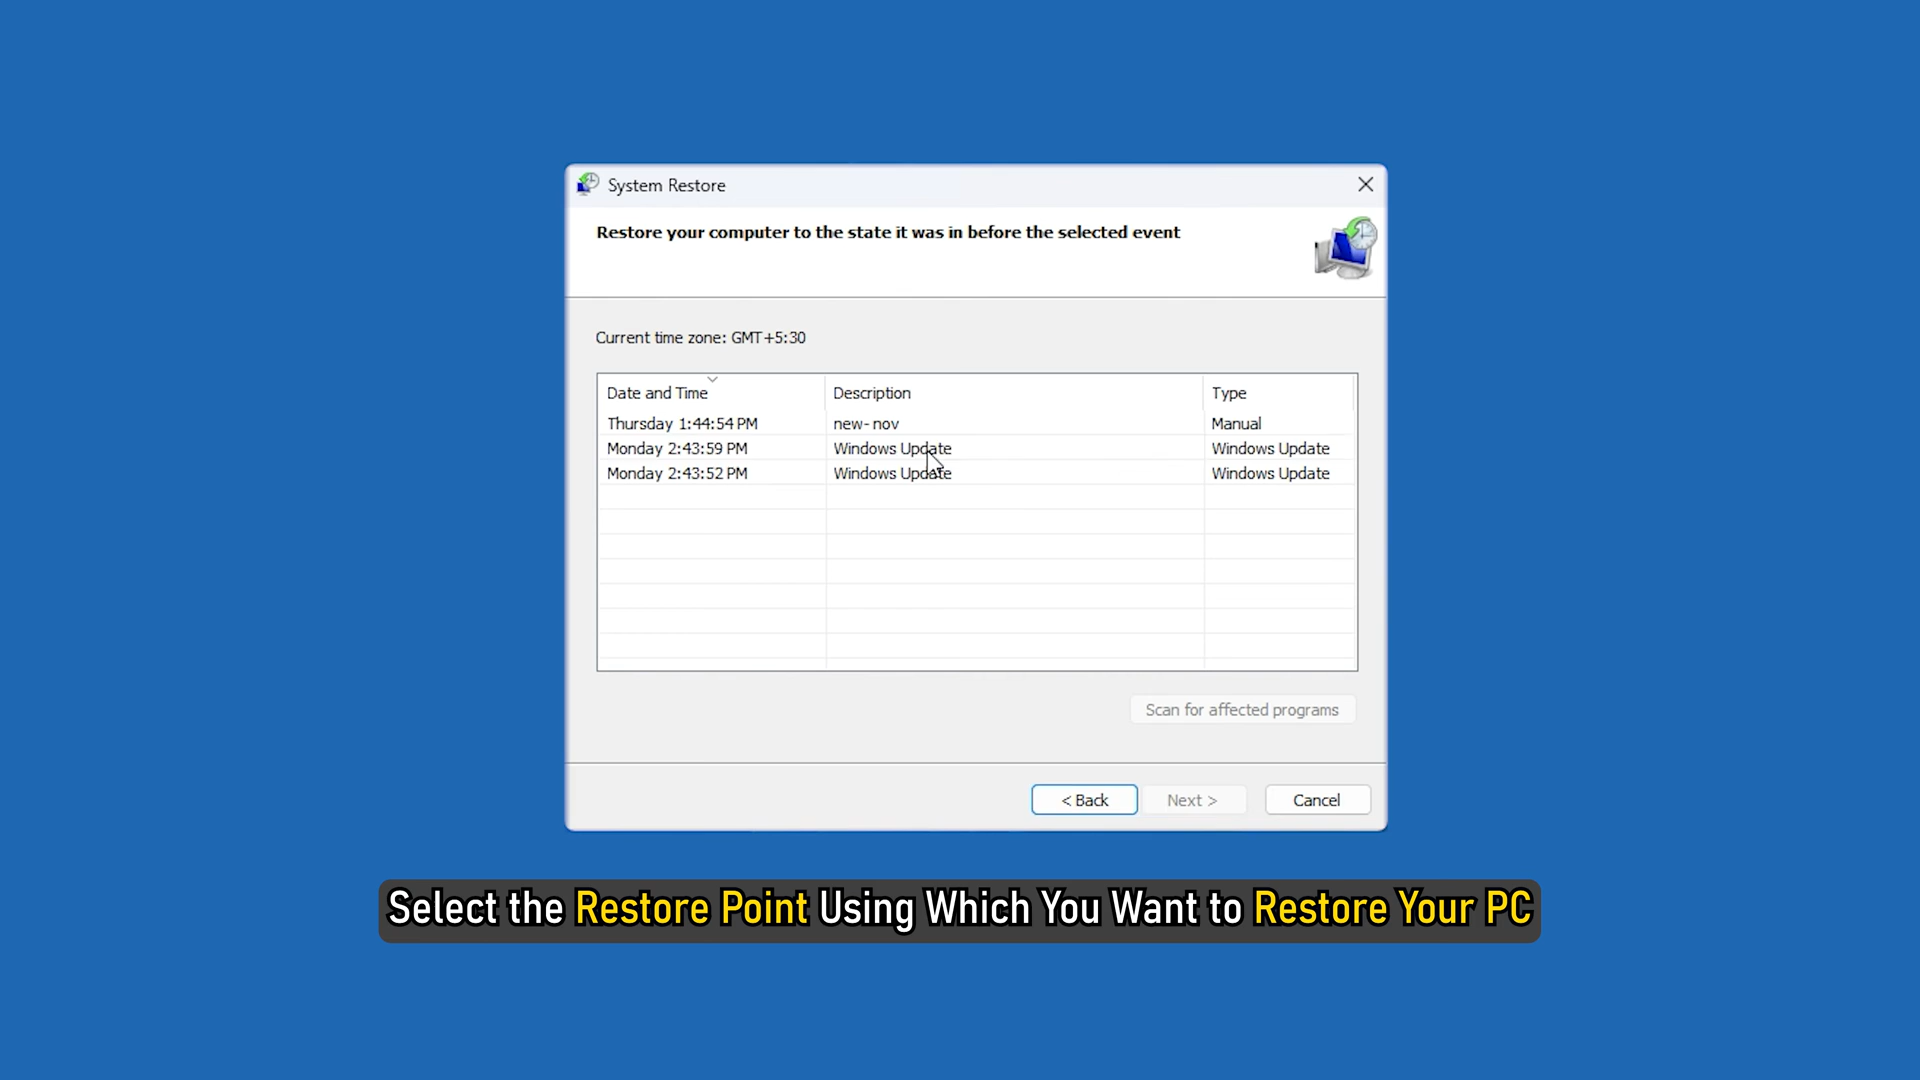 System Restore
Restore your computer to the state it was in before the selected event
Current time zone: GMT+5:30
Date and Time Description Type
Thursday 1:44:54 PM new-nov Manual
Monday 2:43:59 PM Windows Update Windows Update
Monday 2:43:52 PM Windows Update Windows Update
Scan for affected programs
< Back Next > Cancel
Select the Restore Point Using Which You Want to Restore Your PC